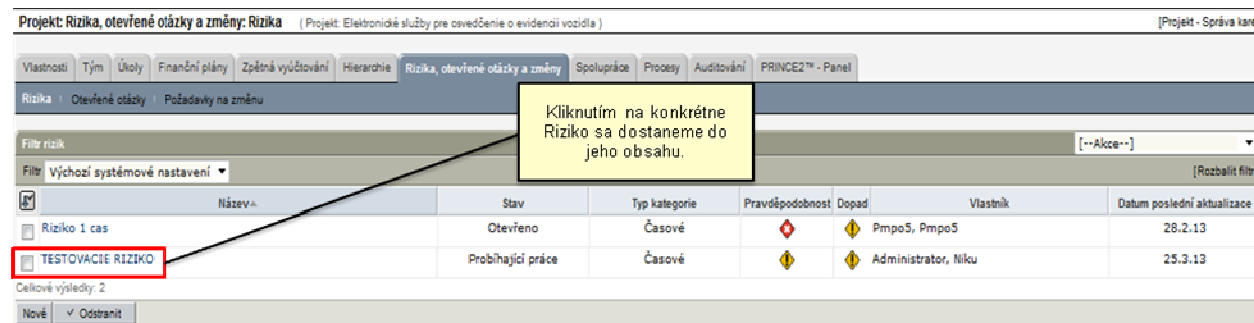 Projekt: Rizika, otevřené otázky a změny: Rizika ( Projekt: Elektronické služby pre osvedčenie o evidencii vozidla ) [Projekt - Správa kare
Vlastnosti Tým Úkoly Finanční plány Zpětná vyúčtování Hierarchie Rizika, otevřené otázky a změny Spolupráce Procesy Auditování PRINCE2™ - Panel
Rizika Otevřené otázky Požadavky na změnu
Kliknutím na konkrétne
Riziko sa dostaneme do
jeho obsahu.
Filtr rizik [--Akce--]
Filtr Výchozí systémové nastavení [Rozbalit filtr
Název Stav Typ kategorie Pravděpodobnost Dopad Vlastník Datum poslední aktualizace
Riziko 1 cas Otevřeno Časové Pmpo5, Pmpo5 28.2.13
TESTOVACIE RIZIKO Probíhající práce Časové Administrator, Niku 25.3.13
Celkové výsledky: 2
Nové ✓ Odstranit